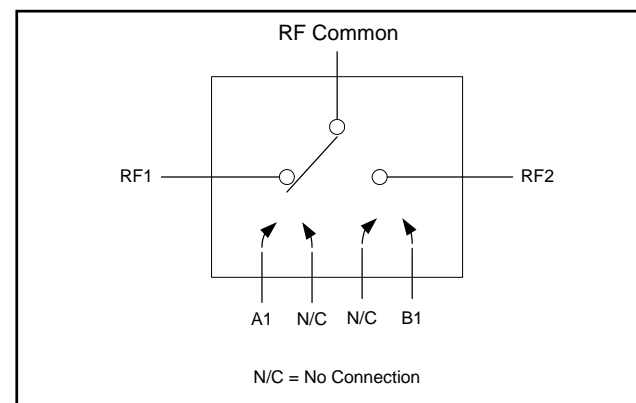 RF Common
RF1
RF2
A1 N/C N/C B1
N/C = No Connection